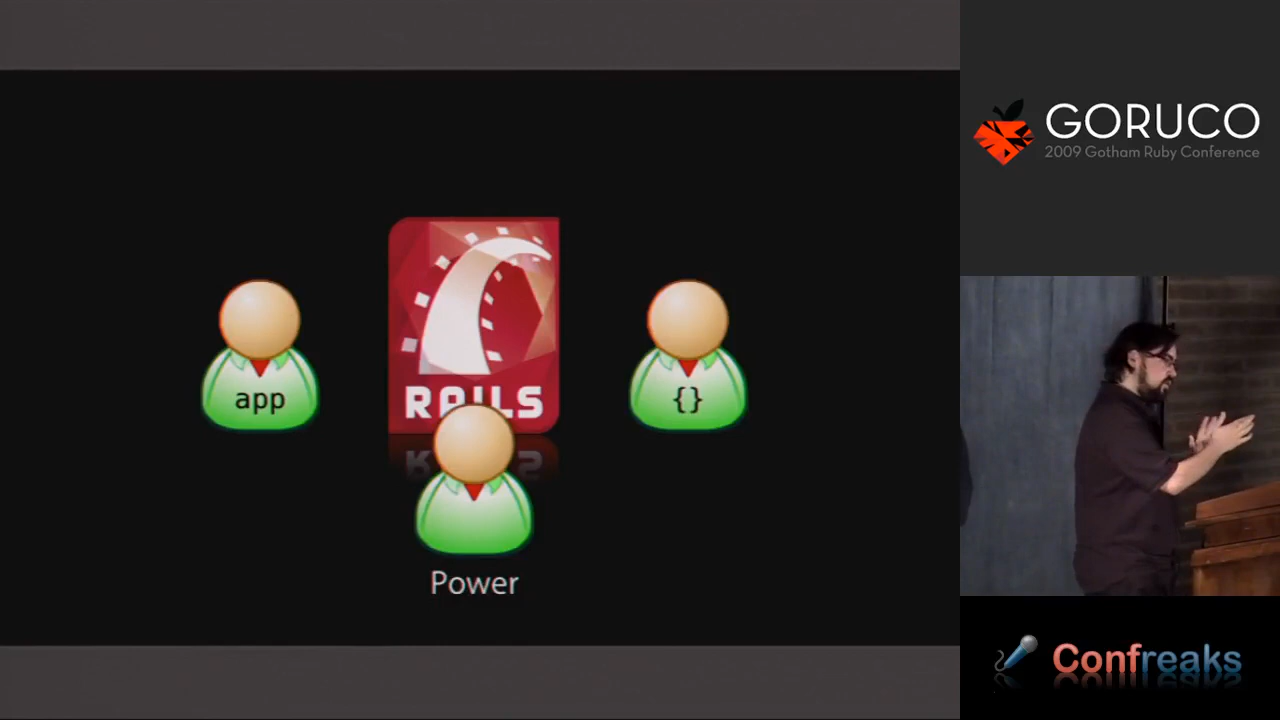 app
RAILS
{}
Power
GORUCO
2009 Gotham Ruby Conference
Confreaks